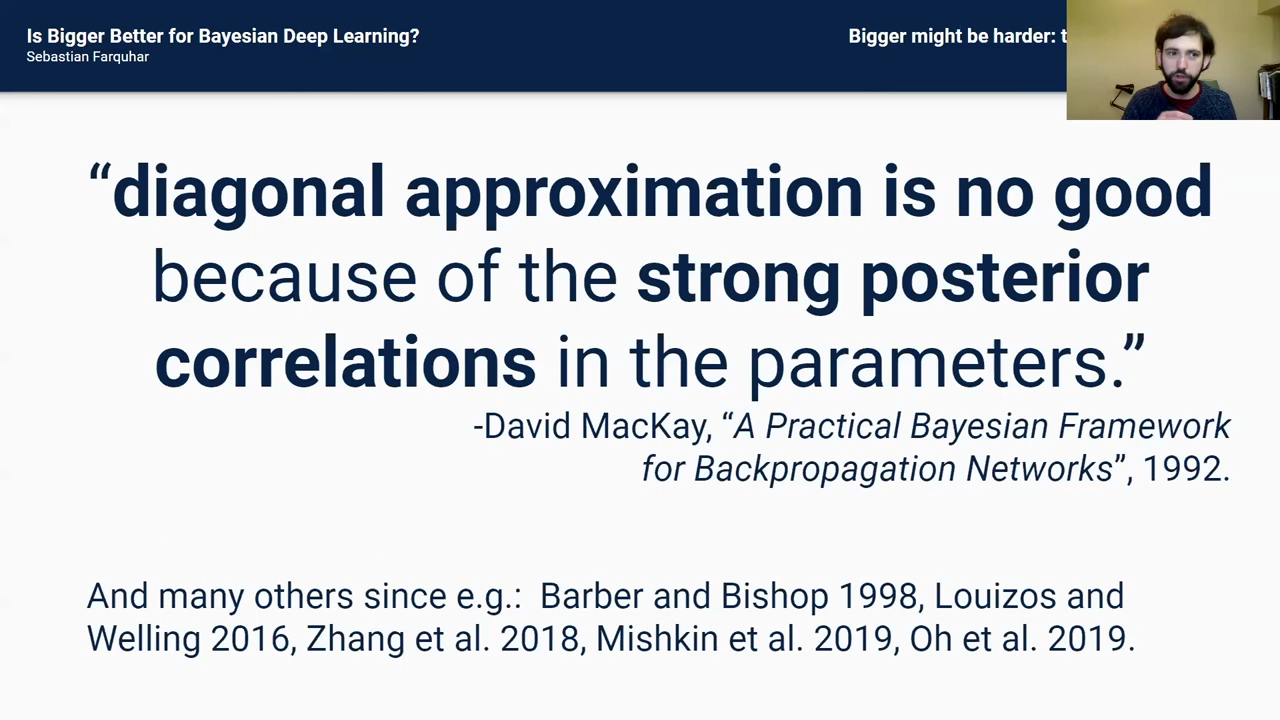 Is Bigger Better for Bayesian Deep Learning?
Sebastian Farquhar
Bigger might be harder:
“diagonal approximation is no good
because of the strong posterior
correlations in the parameters.”
-David MacKay, “A Practical Bayesian Framework
for Backpropagation Networks”, 1992.
And many others since e.g.:  Barber and Bishop 1998, Louizos and
Welling 2016, Zhang et al. 2018, Mishkin et al. 2019, Oh et al. 2019.